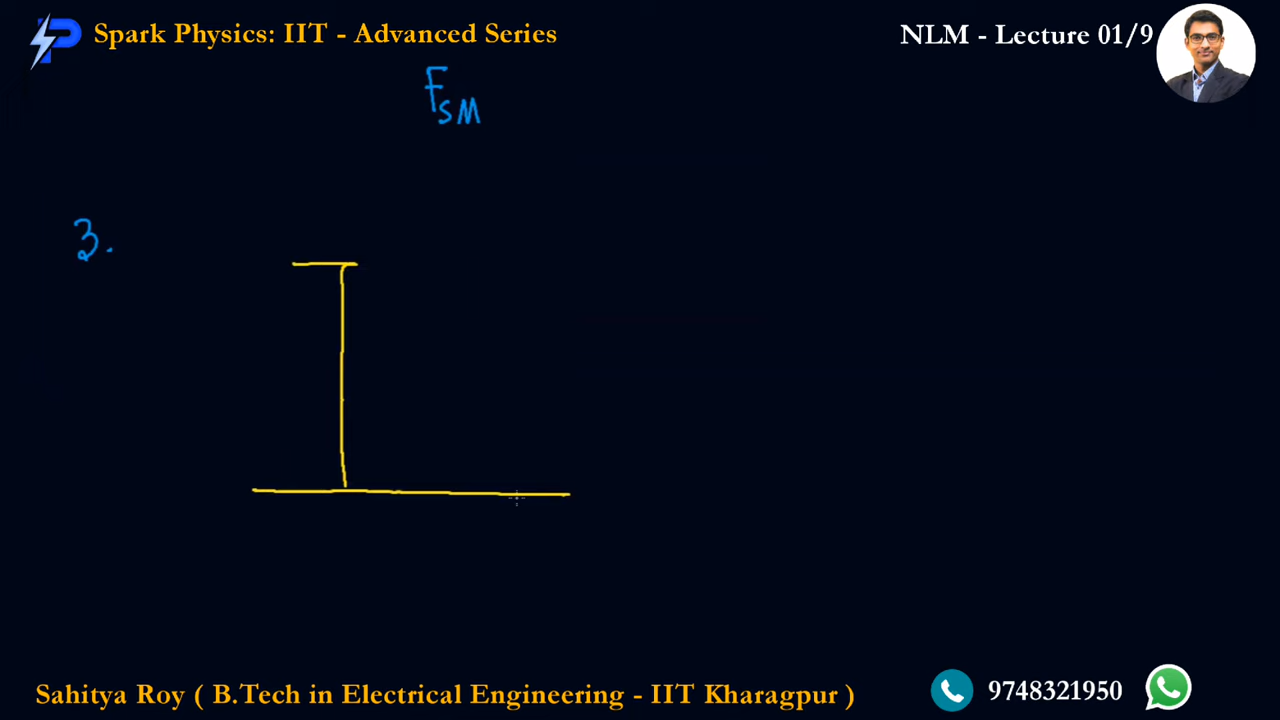 Spark Physics: IIT - Advanced Series
NLM - Lecture 01/9
FSM
3.
Sahitya Roy ( B.Tech in Electrical Engineering - IIT Kharagpur )
9748321950